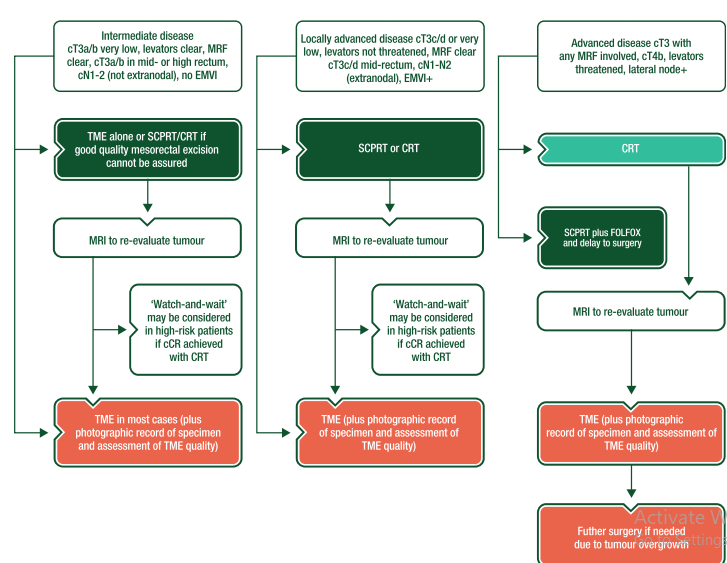 Intermediate disease
cT3a/b very low, levators clear, MRF
clear, cT3a/b in mid- or high rectum,
cN1-2 (not extranodal), no EMVI
TME alone or SCPRT/CRT if
good quality mesorectal excision
cannot be assured
MRI to re-evaluate tumour
‘Watch-and-wait’
may be considered
in high-risk patients
if cCR achieved
with CRT
TME in most cases (plus
photographic record of specimen
and assessment of TME quality)
Locally advanced disease cT3c/d or very
low, levators not threatened, MRF clear
cT3c/d mid-rectum, cN1-N2
(extranodal), EMVI+
SCPRT or CRT
MRI to re-evaluate tumour
‘Watch-and-wait’
may be considered
in high-risk patients
if cCR achieved
with CRT
TME (plus photographic record
of specimen and assessment of
TME quality)
Advanced disease cT3 with
any MRF involved, cT4b, levators
threatened, lateral node+
CRT
SCPRT plus FOLFOX
and delay to surgery
MRI to re-evaluate tumour
TME (plus photographic
record of specimen and assessment of
TME quality)
Futher surgery if needed
due to tumour overgrowth
Activate W
Go to Settings